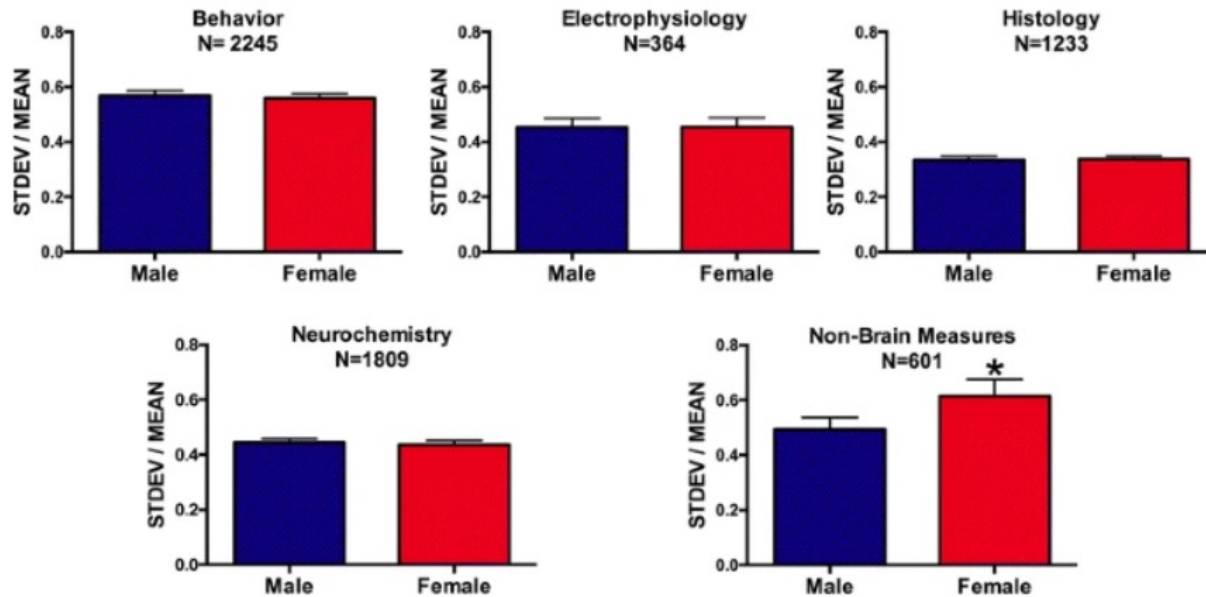 Behavior
N= 2245
0.8
0.6
0.4
0.2
0.0
STDEV / MEAN
Male Female
Electrophysiology
N=364
0.8
0.6
0.4
0.2
0.0
STDEV / MEAN
Male Female
Histology
N=1233
0.8
0.6
0.4
0.2
0.0
STDEV / MEAN
Male Female
Neurochemistry
N=1809
0.8
0.6
0.4
0.2
0.0
STDEV / MEAN
Male Female
Non-Brain Measures
N=601
*
0.8
0.6
0.4
0.2
0.0
STDEV / MEAN
Male Female